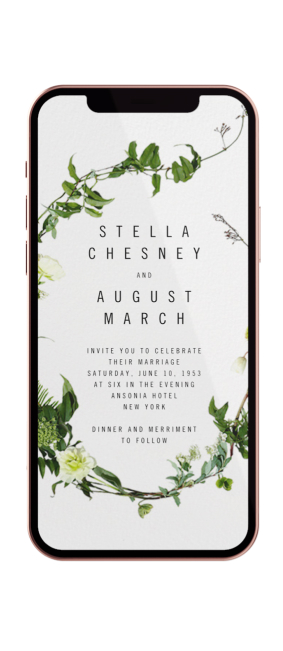 STELLA
CHESNEY
AND
AUGUST
MARCH
INVITE YOU TO CELEBRATE
THEIR MARRIAGE
SATURDAY, JUNE 10, 1953
AT SIX IN THE EVENING
ANSONIA HOTEL
NEW YORK
DINNER AND MERRIMENT
TO FOLLOW